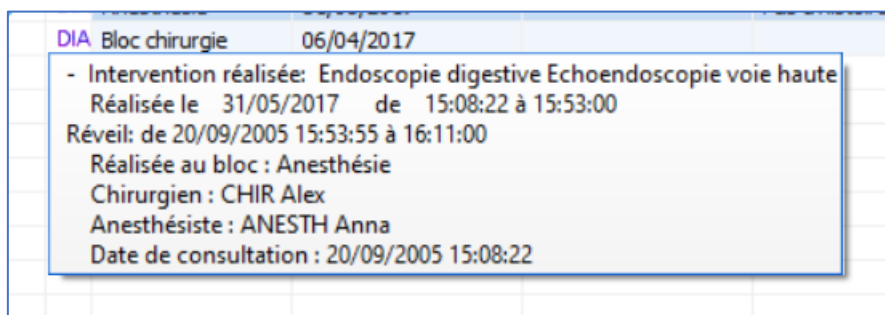 DIA Bloc chirurgie 06/04/2017
- Intervention réalisée: Endoscopie digestive Echoendoscopie voie haute
Réalisée le 31/05/2017 de 15:08:22 à 15:53:00
Réveil: de 20/09/2005 15:53:55 à 16:11:00
Réalisée au bloc : Anesthésie
Chirurgien : CHIR Alex
Anesthésiste : ANESTH Anna
Date de consultation : 20/09/2005 15:08:22